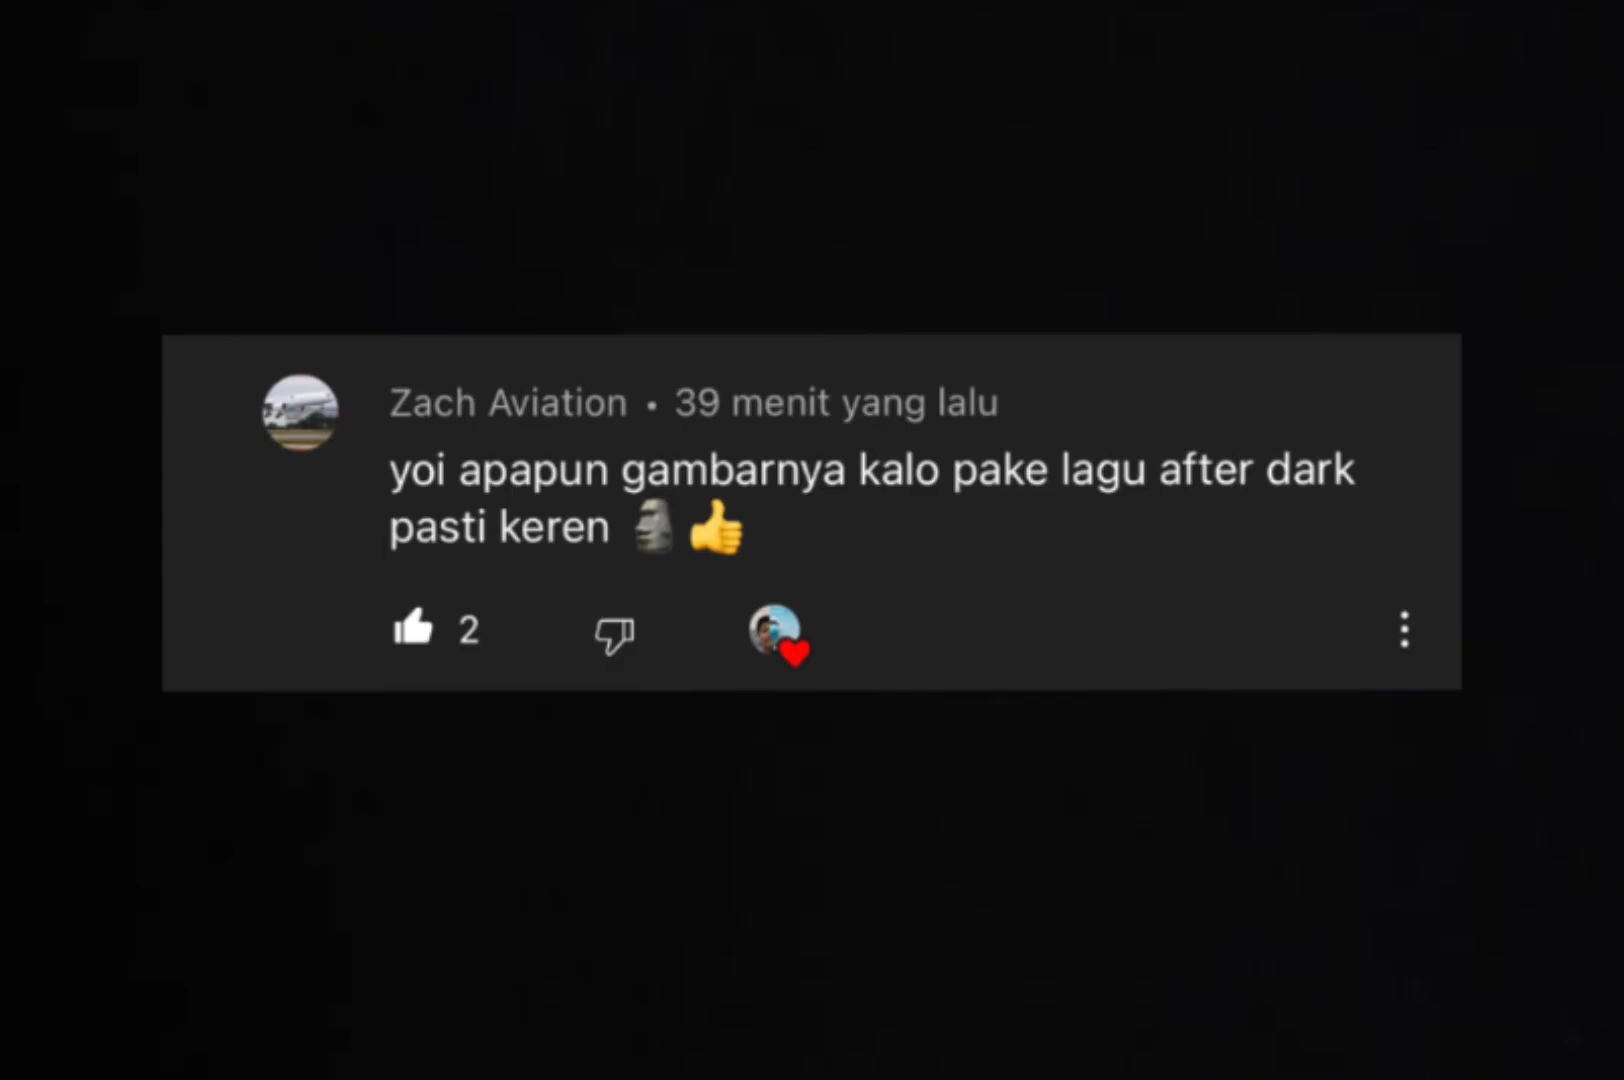 Zach Aviation • 39 menit yang lalu
yoi apapun gambarnya kalo pake lagu after dark
pasti keren 🗿👍
2